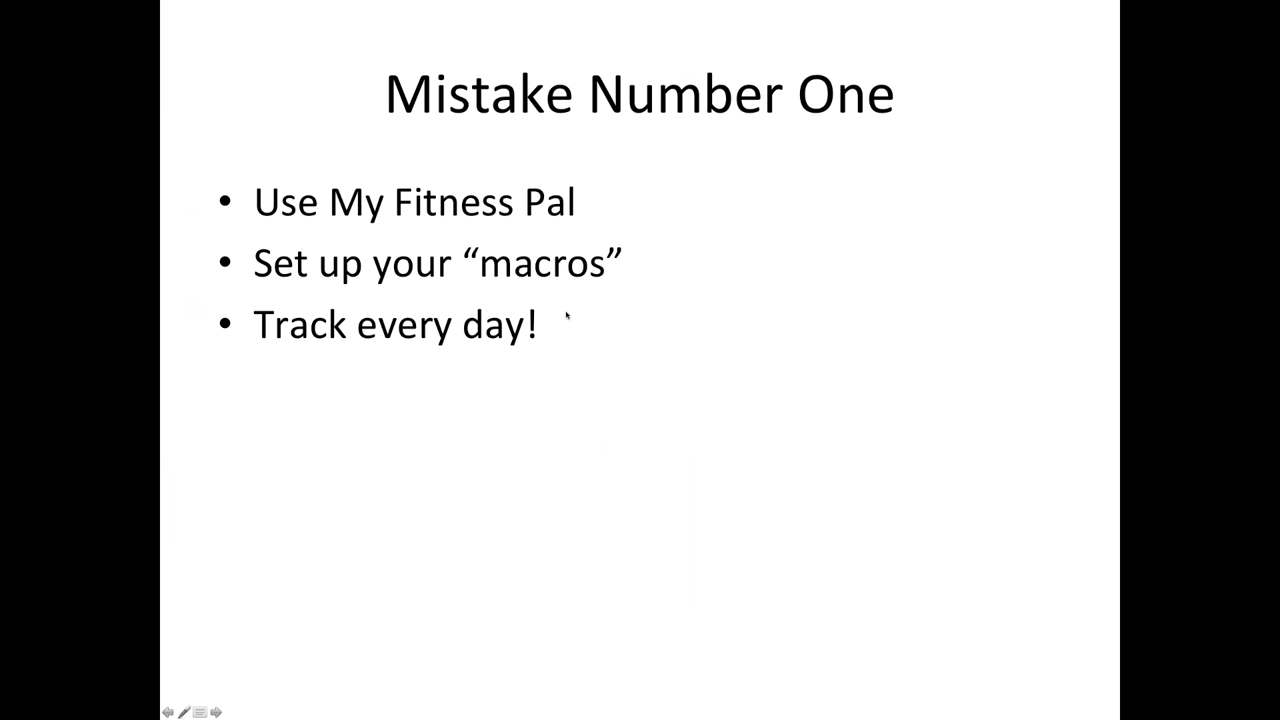 Mistake Number One
• Use My Fitness Pal
• Set up your “macros”
• Track every day!